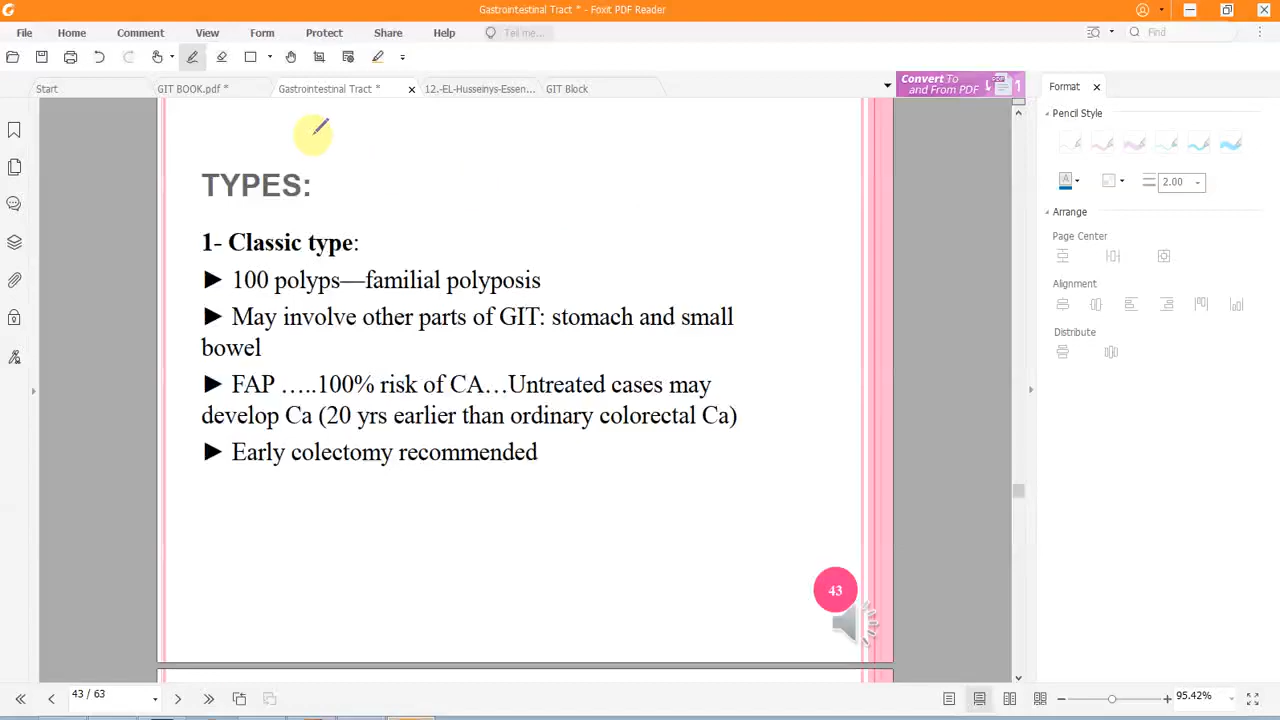 Gastrointestinal Tract * - Foxit PDF Reader
File Home Comment View Form Protect Share Help Tell me... Find
Start GIT BOOK.pdf * Gastrointestinal Tract * 12.-EL-Husseinys-Essen... GIT Block
Convert To
and From PDF
PDF
Format
Pencil Style
2.00
Arrange
Page Center
Alignment
Distribute
TYPES:
1- Classic type:
► 100 polyps—familial polyposis
► May involve other parts of GIT: stomach and small
bowel
► FAP …..100% risk of CA…Untreated cases may
develop Ca (20 yrs earlier than ordinary colorectal Ca)
► Early colectomy recommended
43
43 / 63
95.42%